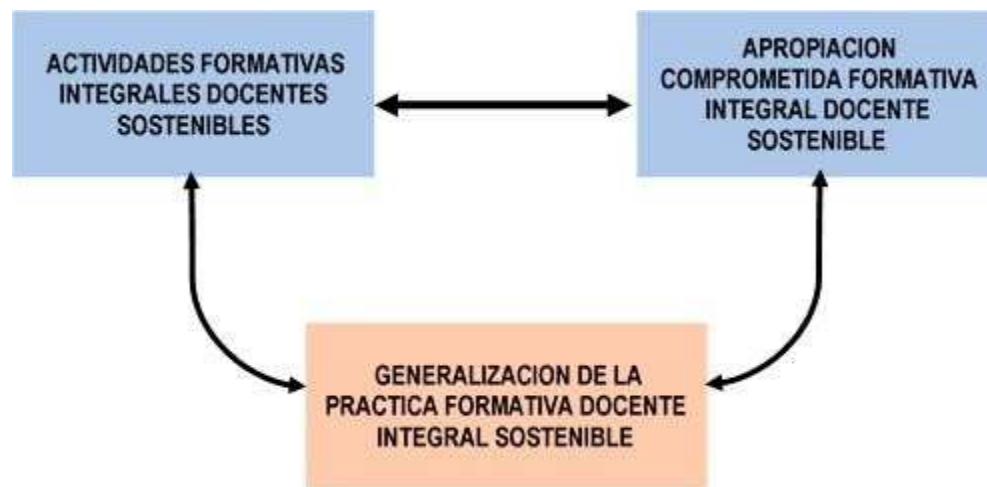 ACTIVIDADES FORMATIVAS
INTEGRALES DOCENTES
SOSTENIBLES
APROPIACION
COMPROMETIDA FORMATIVA
INTEGRAL DOCENTE
SOSTENIBLE
GENERALIZACION DE LA
PRACTICA FORMATIVA DOCENTE
INTEGRAL SOSTENIBLE